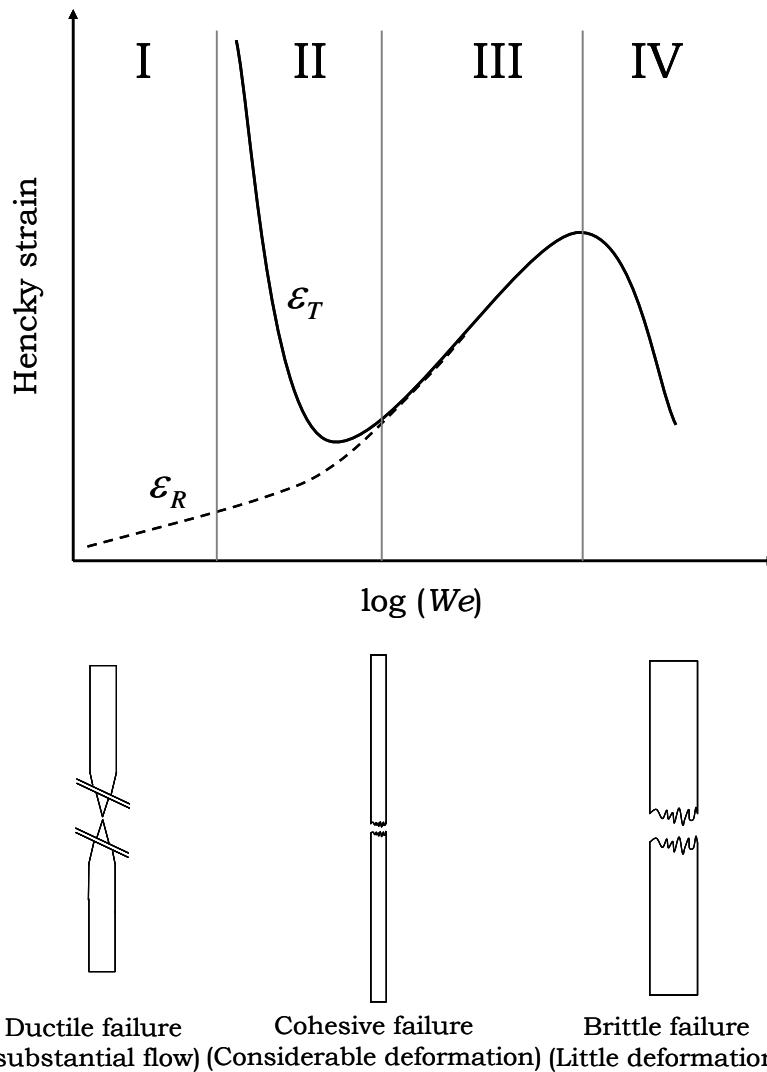 I II III IV
Hencky strain
εT
εR
log (We)
Ductile failure Cohesive failure Brittle failure
substantial flow) (Considerable deformation) (Little deformation